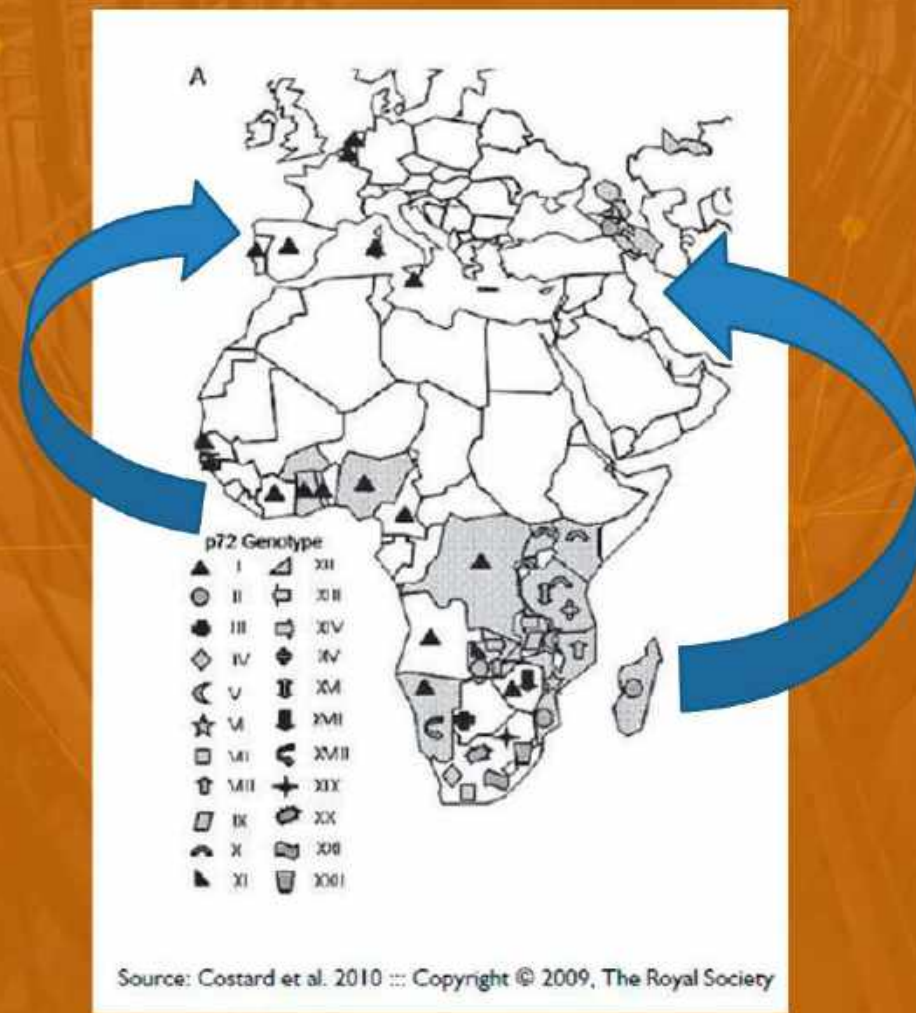 A
p72 Genotype
I XII
II XIII
III XIV
IV XV
V XVI
VI XVII
VII XVIII
VIII XIX
IX XX
X XXI
XI XXII
Source: Costard et al. 2010 ::: Copyright © 2009, The Royal Society